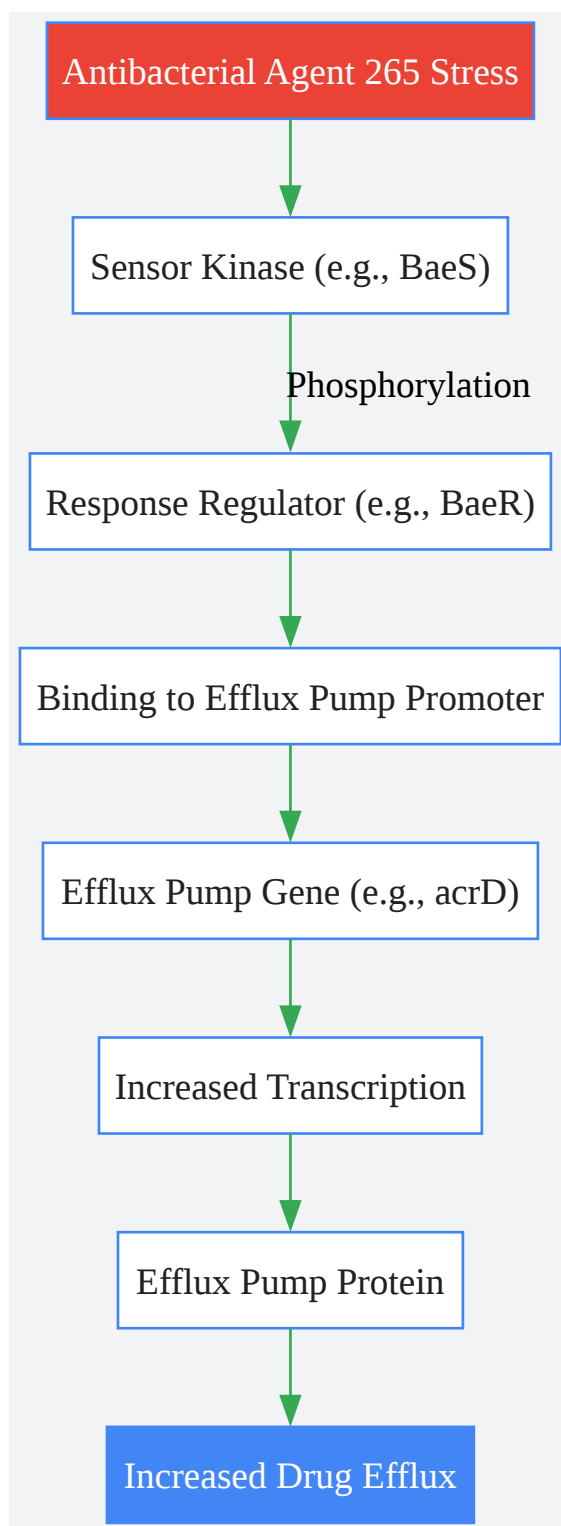 Antibacterial Agent 265 Stress
Sensor Kinase (e.g., BaeS)
Phosphorylation
Response Regulator (e.g., BaeR)
Binding to Efflux Pump Promoter
Efflux Pump Gene (e.g., acrD)
Increased Transcription
Efflux Pump Protein
Increased Drug Efflux